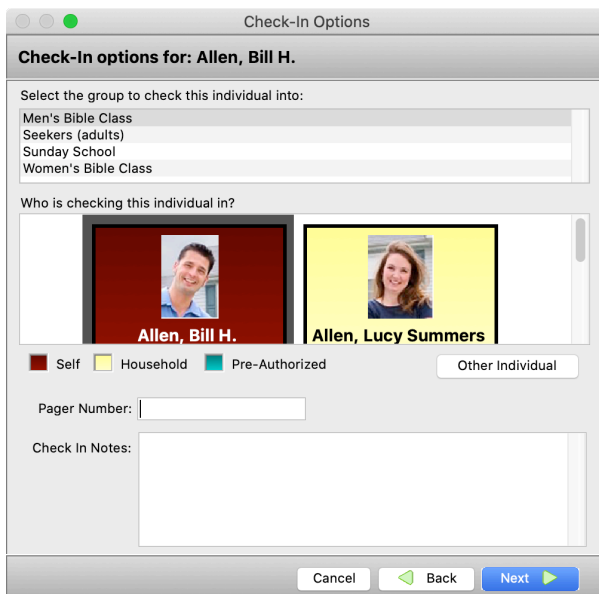 Check-In Options
Check-In options for: Allen, Bill H.
Select the group to check this individual into:
Men's Bible Class
Seekers (adults)
Sunday School
Women's Bible Class
Who is checking this individual in?
Allen, Bill H.
Allen, Lucy Summers
Self Household Pre-Authorized Other Individual
Pager Number:
Check In Notes:
Cancel Back Next